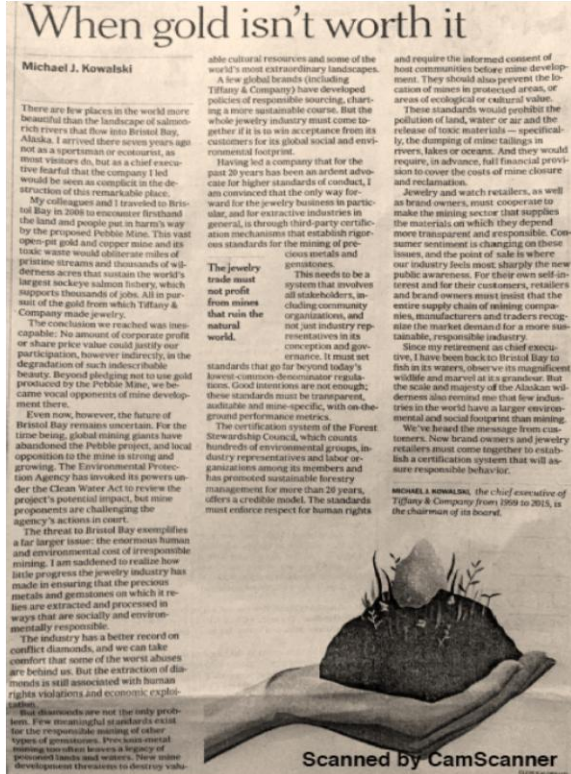 When gold isn't worth it
Michael J. Kowalski
There are few places in the world more
beautiful than the landscape of salmon-
rich rivers that flow into Bristol Bay,
Alaska. I arrived there seven years ago
not as a sportsman or ecotourist, as
most visitors do, but as a chief execu-
tive fearful that the company I led
would be seen as complicit in the de-
struction of this remarkable place.
My colleagues and I traveled to Bris-
tol Bay in 2008 to encounter firsthand
the land and people put in harm's way
by the proposed Pebble Mine. This vast
open-pit gold and copper mine and its
toxic waste would obliterate miles of
pristine streams and thousands of wil-
derness acres that sustain the world's
largest sockeye salmon fishery, which
supports thousands of jobs. All in pur-
suit of the gold from which Tiffany &
Company made jewelry.
The conclusion we reached was ines-
capable: No amount of corporate profit
or share price value could justify our
participation, however indirectly, in the
degradation of such indescribable
beauty. Beyond pledging not to use gold
produced by the Pebble Mine, we be-
came vocal opponents of mine develop-
ment there.
Even now, however, the future of
Bristol Bay remains uncertain. For the
time being, global mining giants have
abandoned the Pebble project, and local
opposition to the mine is strong and
growing. The Environmental Protec-
tion Agency has invoked its powers un-
der the Clean Water Act to review the
project's potential impact, but mine
proponents are challenging the
agency's actions in court.
The threat to Bristol Bay exemplifies
a far larger issue: the enormous human
and environmental cost of irresponsible
mining. I am saddened to realize how
little progress the jewelry industry has
made in ensuring that the precious
metals and gemstones on which it re-
lies are extracted and processed in
ways that are socially and environ-
mentally responsible.
The industry has a better record on
conflict diamonds, and we can take
comfort that some of the worst abuses
are behind us. But the extraction of dia-
monds is still associated with human
rights violations and economic exploi-
tation.
But diamonds are not the only prob-
lem. Few meaningful standards exist
for the responsible mining of other
types of gemstones. Precious-metal
mining too often leaves a legacy of
poisoned lands and waters. New mine
development threatens to destroy valu-
able cultural resources and some of the
world's most extraordinary landscapes.
A few global brands (including
Tiffany & Company) have developed
policies of responsible sourcing, chart-
ing a more sustainable course. But the
whole jewelry industry must come to-
gether if it is to win acceptance from its
customers for its global social and envi-
ronmental footprint.
Having led a company that for the
past 20 years has been an ardent advo-
cate for higher standards of conduct, I
am convinced that the only way for-
ward for the jewelry business in partic-
ular, and for extractive industries in
general, is through third-party certific-
ation mechanisms that establish rigor-
ous standards for the mining of pre-
cious metals and
gemstones.
This needs to be a
system that involves
all stakeholders, in-
cluding community
organizations, and
not just industry rep-
resentatives in its
conception and gov-
ernance. It must set
The jewelry
trade must
not profit
from mines
that ruin the
natural
world.
standards that go far beyond today's
lowest-common-denominator regula-
tions. Good intentions are not enough;
these standards must be transparent,
auditable and mine-specific, with on-the-
ground performance metrics.
The certification system of the Forest
Stewardship Council, which counts
hundreds of environmental groups, in-
dustry representatives and labor or-
ganizations among its members and
has promoted sustainable forestry
management for more than 20 years,
offers a credible model. The standards
must enforce respect for human rights
and require the informed consent of
host communities before mine develop-
ment. They should also prevent the lo-
cation of mines in protected areas, or
areas of ecological or cultural value.
These standards would prohibit the
pollution of land, water or air and the
release of toxic materials — specifical-
ly, the dumping of mine tailings in
rivers, lakes or oceans. And they would
require, in advance, full financial provi-
sion to cover the costs of mine closure
and reclamation.
Jewelry and watch retailers, as well
as brand owners, must cooperate to
make the mining sector that supplies
the materials on which they depend
more transparent and responsible. Con-
sumer sentiment is changing on these
issues, and the point of sale is where
our industry feels most sharply the new
public awareness. For their own self-in-
terest and for their customers, retailers
and brand owners must insist that the
entire supply chain of mining compa-
nies, manufacturers and traders recog-
nize the market demand for a more sus-
tainable, responsible industry.
Since my retirement as chief execu-
tive, I have been back to Bristol Bay to
fish in its waters, observe its magnificent
wildlife and marvel at its grandeur. But
the scale and majesty of the Alaskan wil-
derness also remind me that few indus-
tries in the world have a larger environ-
mental and social footprint than mining.
We've heard the message from cus-
tomers. Now brand owners and jewelry
retailers must come together to estab-
lish a certification system that will as-
sure responsible behavior.
MICHAEL J. KOWALSKI, the chief executive of
Tiffany & Company from 1999 to 2015, is
the chairman of its board.
Scanned by CamScanner